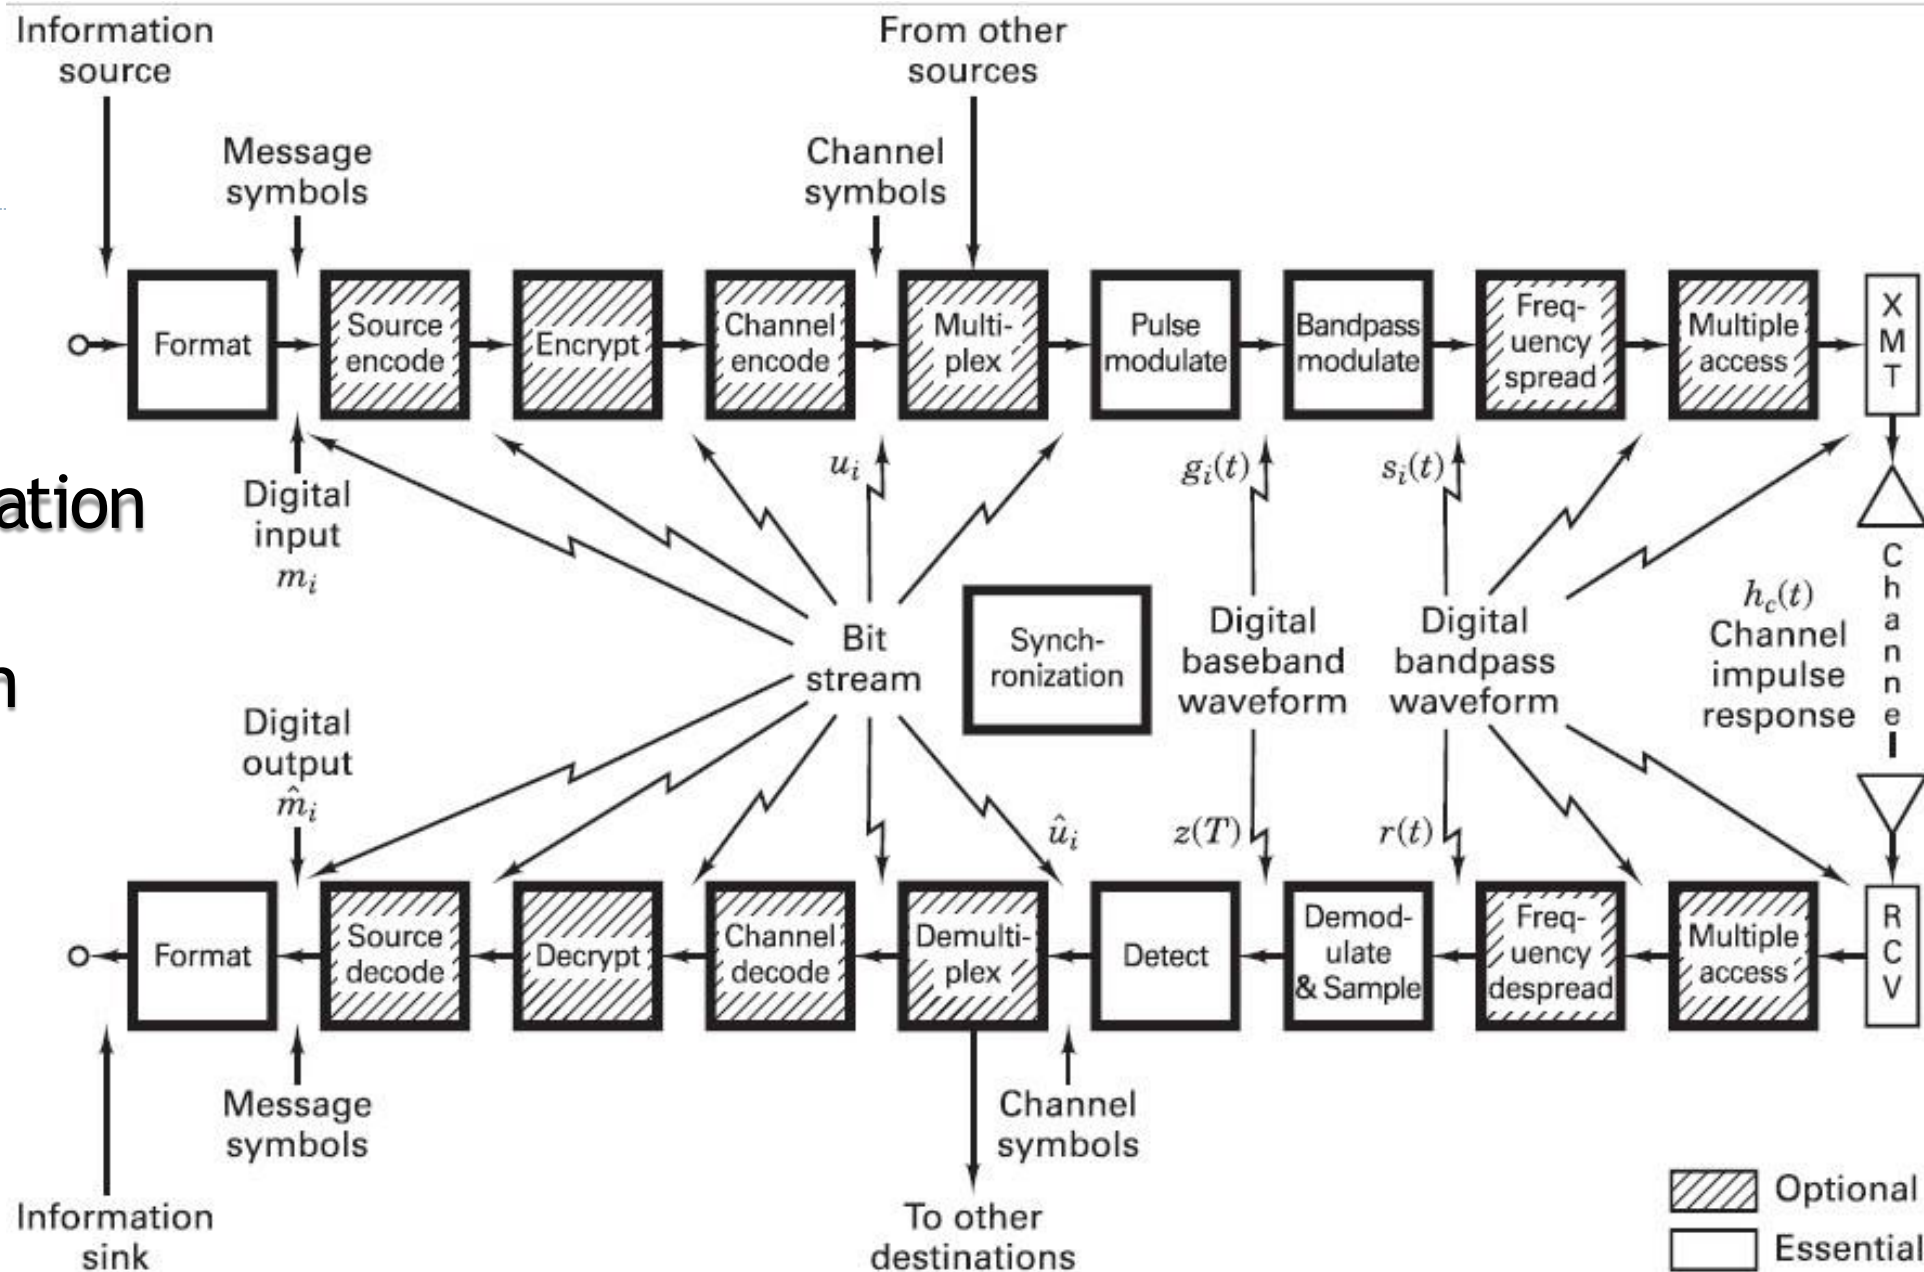 Information
source
From other
sources
Message
symbols
Channel
symbols
Format
Source
encode
Encrypt
Channel
encode
Multi-
plex
Pulse
modulate
Bandpass
modulate
Freq-
uency
spread
Multiple
access
X
M
T
u_i
g_i(t)
s_i(t)
Digital
input
m_i
ation
n
Bit
stream
Synch-
ronization
Digital
baseband
waveform
Digital
bandpass
waveform
h_c(t)
Channel
impulse
response
C
h
a
n
n
e
l
Digital
output
m̂_i
û_i
z(T)
r(t)
Format
Source
decode
Decrypt
Channel
decode
Demulti-
plex
Detect
Demod-
ulate
& Sample
Freq-
uency
despread
Multiple
access
R
C
V
Message
symbols
Channel
symbols
Information
sink
To other
destinations
Optional
Essential